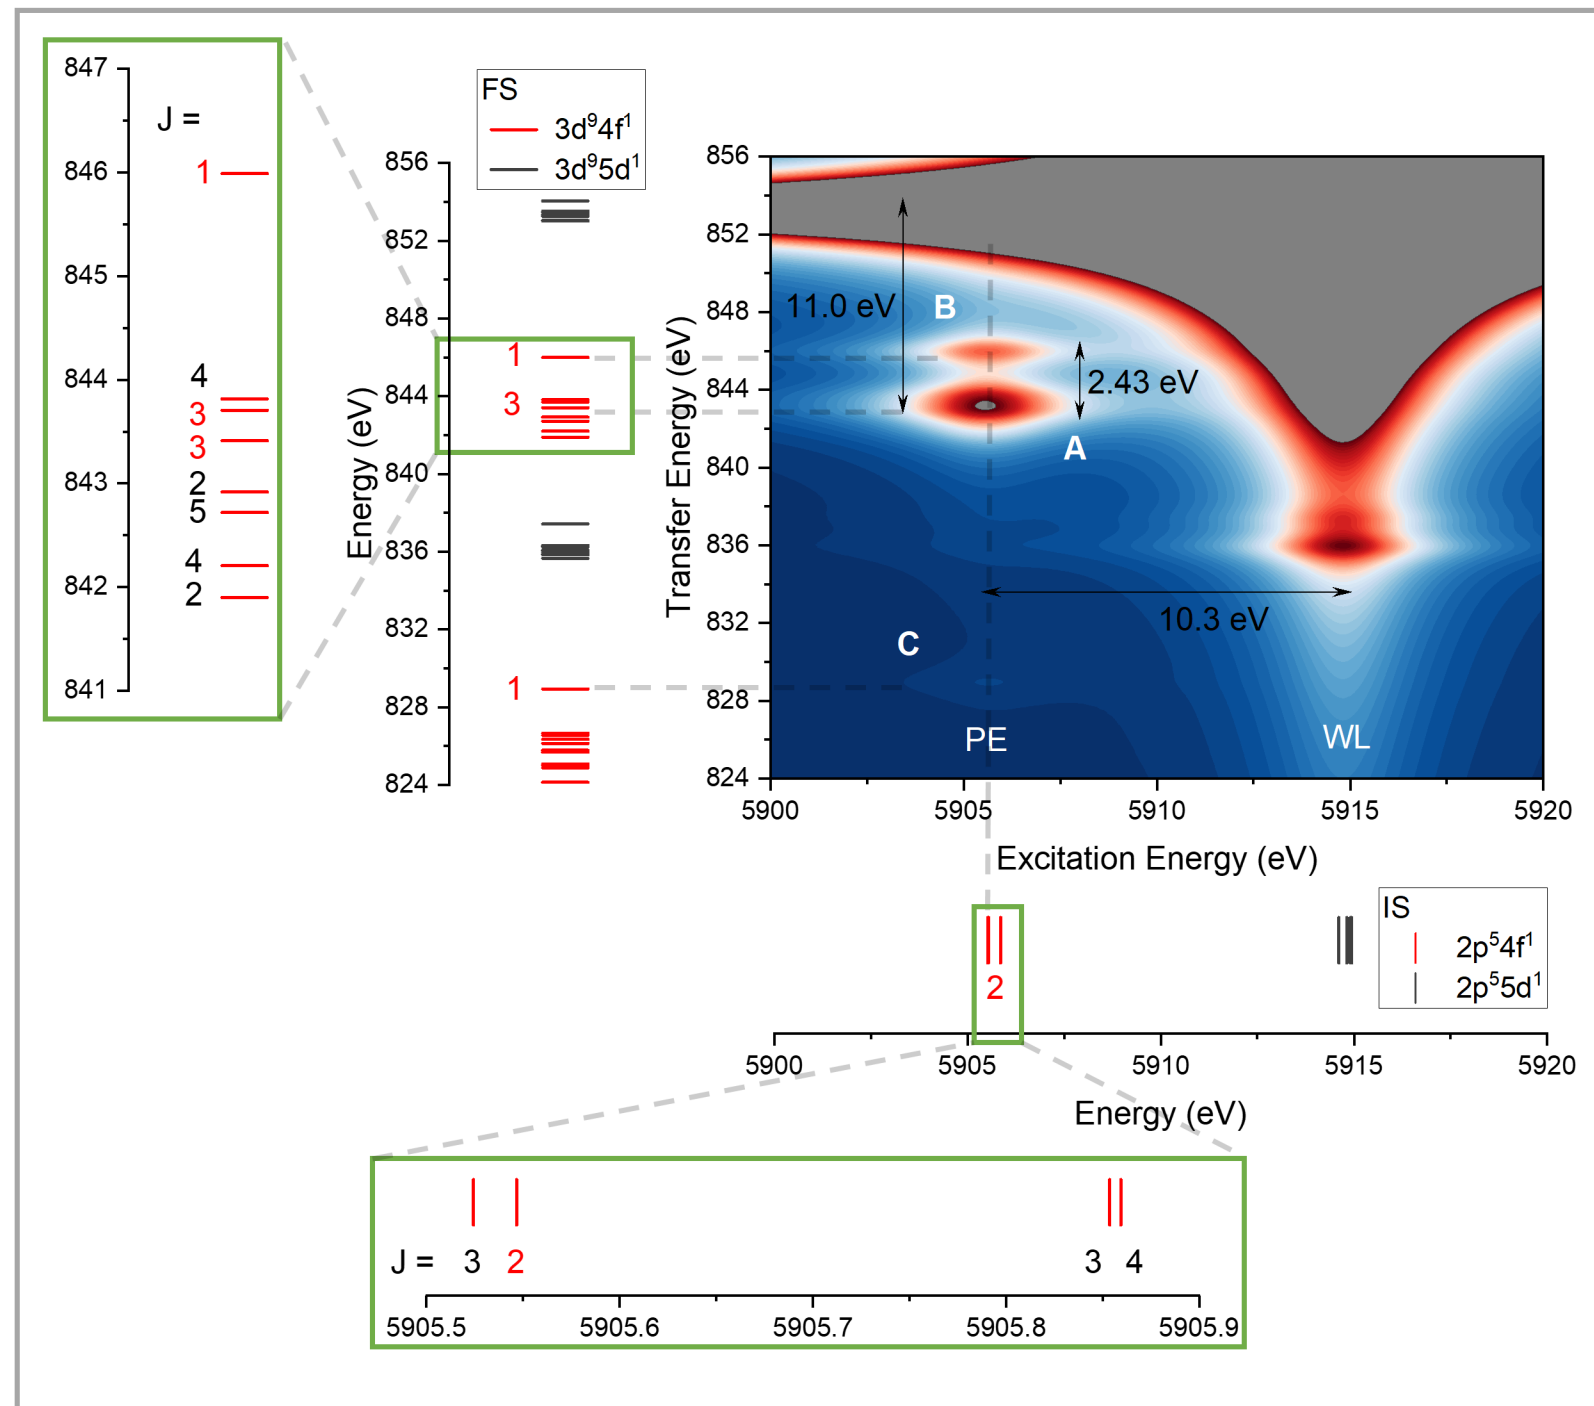 847
846
845
844
843
842
841
J =
1
4
3
3
2
5
4
2
FS
3d⁹4f¹
3d⁹5d¹
856
852
848
844
840
836
832
828
824
Energy (eV)
1
3
1
856
852
848
844
840
836
832
828
824
Transfer Energy (eV)
11.0 eV
B
2.43 eV
A
10.3 eV
C
PE
WL
5900
5905
5910
5915
5920
Excitation Energy (eV)
2
IS
2p⁵4f¹
2p⁵5d¹
5900
5905
5910
5915
5920
Energy (eV)
J = 3 2 3 4
5905.5
5905.6
5905.7
5905.8
5905.9